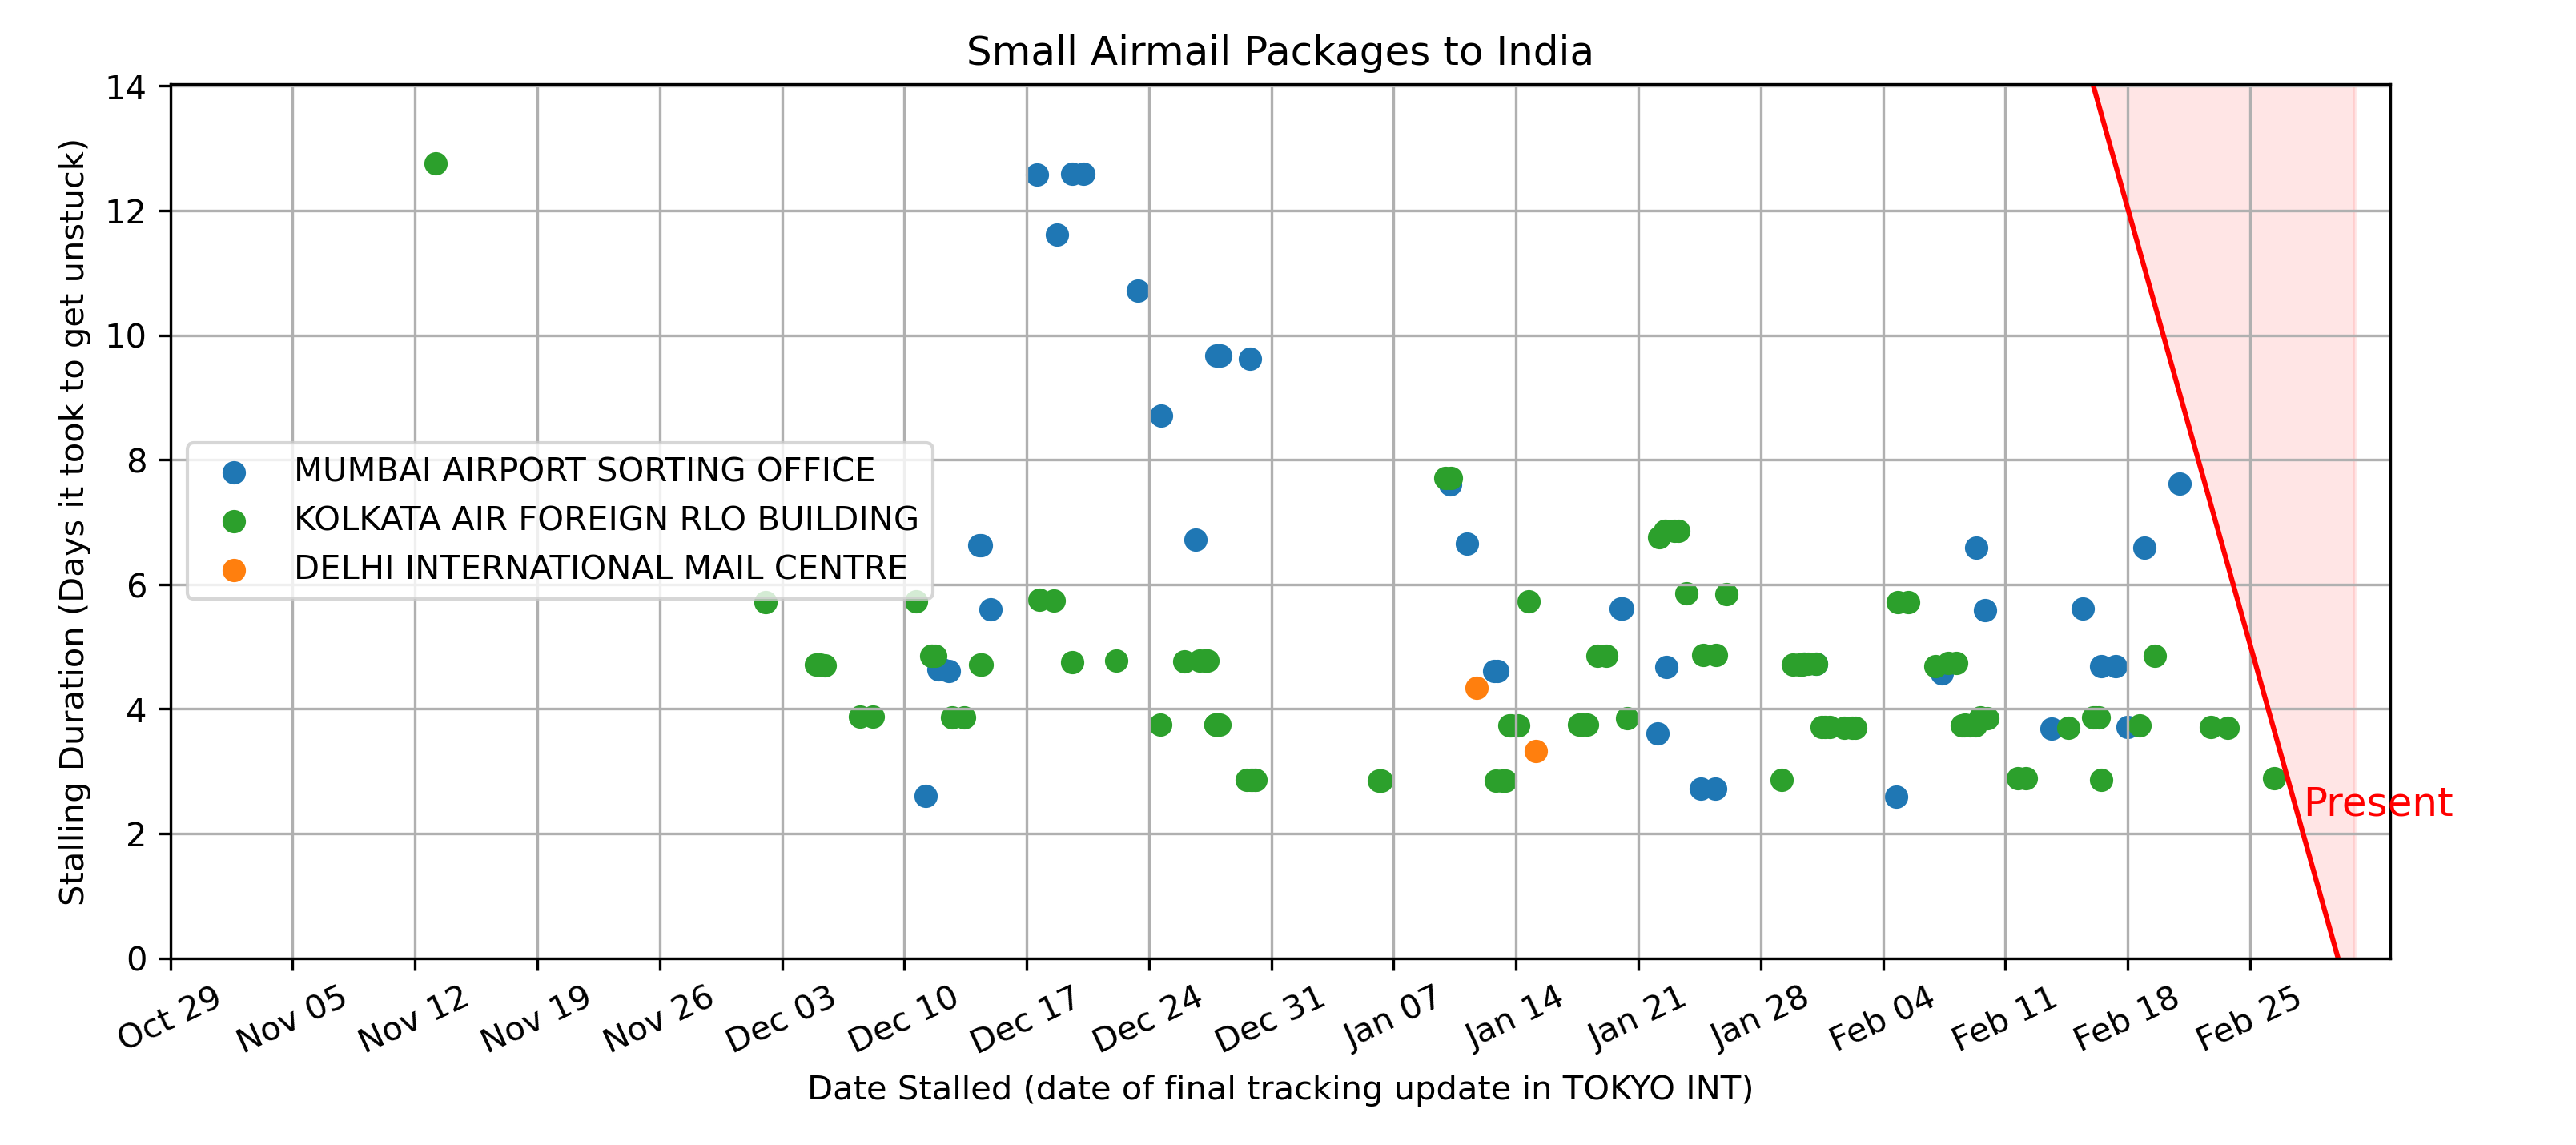 Small Airmail Packages to India
Stalling Duration (Days it took to get unstuck)
14
12
10
8
6
4
2
0
MUMBAI AIRPORT SORTING OFFICE
KOLKATA AIR FOREIGN RLO BUILDING
DELHI INTERNATIONAL MAIL CENTRE
Present
Oct 29 Nov 05 Nov 12 Nov 19 Nov 26 Dec 03 Dec 10 Dec 17 Dec 24 Dec 31 Jan 07 Jan 14 Jan 21 Jan 28 Feb 04 Feb 11 Feb 18 Feb 25
Date Stalled (date of final tracking update in TOKYO INT)